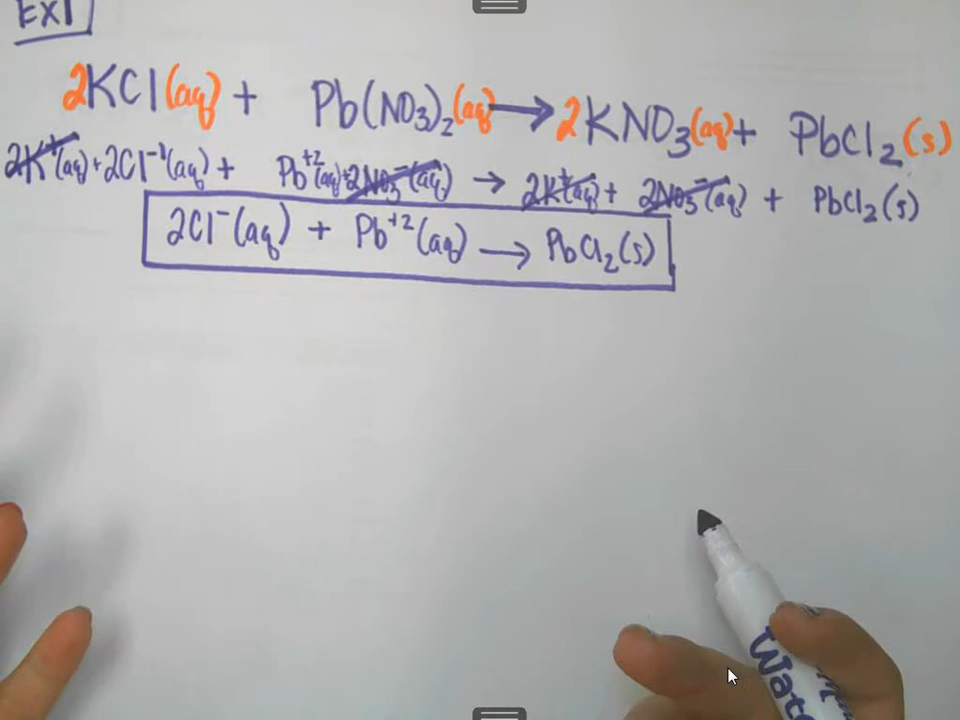 EX1
2KCl(aq) + Pb(NO₃)₂(aq) → 2KNO₃(aq) + PbCl₂(s)
2K⁺(aq) + 2Cl⁻¹(aq) + Pb⁺²(aq) + 2NO₃⁻(aq) → 2K⁺(aq) + 2NO₃⁻(aq) + PbCl₂(s)
2Cl⁻(aq) + Pb⁺²(aq) → PbCl₂(s)